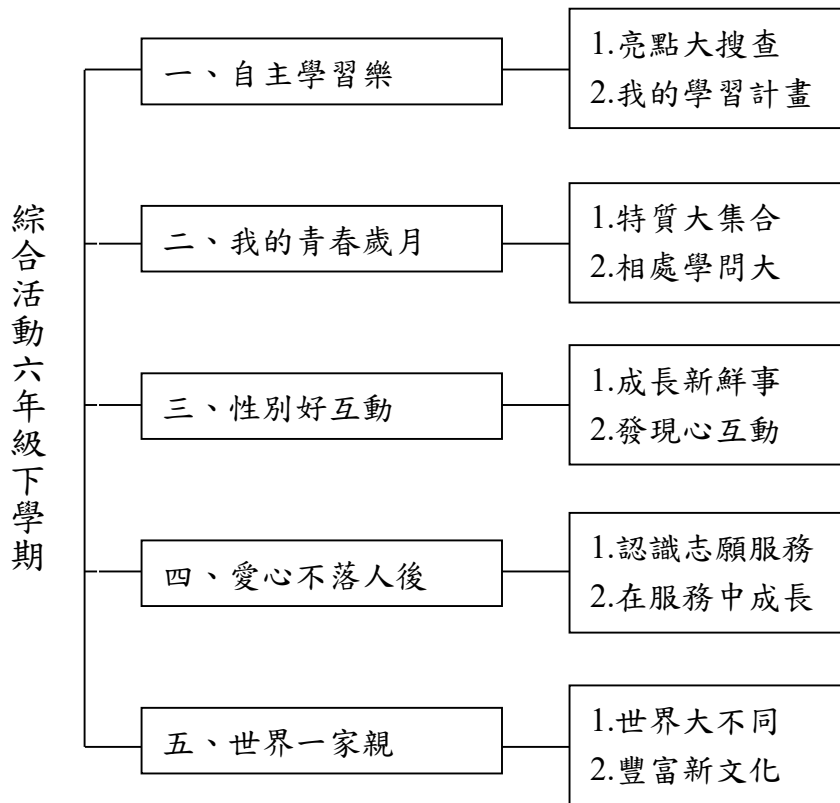 綜合活動六年級下學期
一、自主學習樂
1.亮點大搜查
2.我的學習計畫
二、我的青春歲月
1.特質大集合
2.相處學問大
三、性別好互動
1.成長新鮮事
2.發現心互動
四、愛心不落人後
1.認識志願服務
2.在服務中成長
五、世界一家親
1.世界大不同
2.豐富新文化